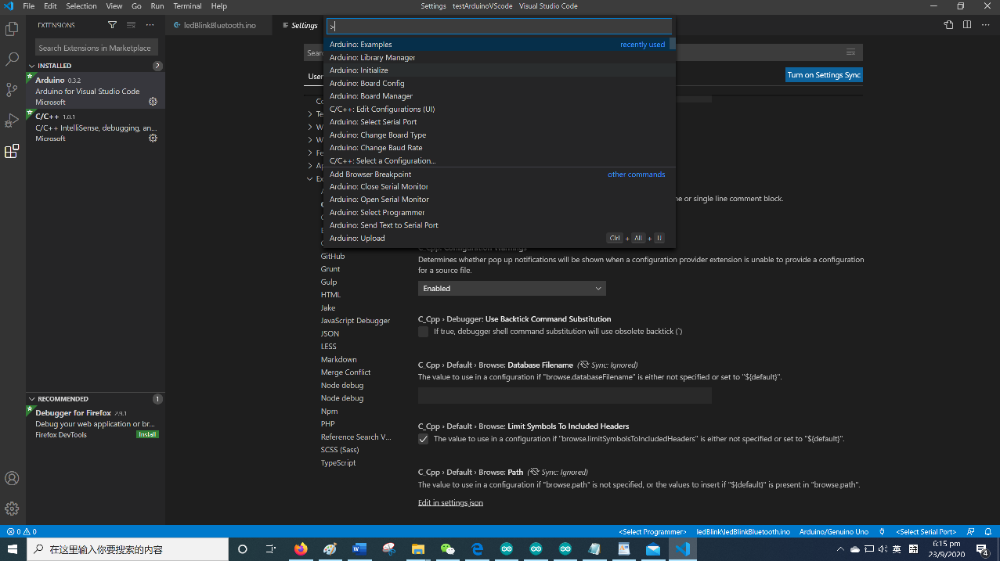 File Edit Selection View Go Run Terminal Help
Settings - testArduinoVScode - Visual Studio Code
EXTENSIONS
ledBlinkBluetooth.ino
Settings
>
Search Extensions in Marketplace
INSTALLED 2
Arduino 0.3.2
Arduino for Visual Studio Code
Microsoft
C/C++ 1.0.1
C/C++ IntelliSense, debugging, an...
Microsoft
RECOMMENDED 1
Debugger for Firefox 2.9.1
Debug your web application or br...
Firefox DevTools Install
Arduino: Examples recently used
Arduino: Library Manager
Arduino: Initialize
Arduino: Board Config
Arduino: Board Manager
C/C++: Edit Configurations (UI)
Arduino: Select Serial Port
Arduino: Change Board Type
Arduino: Change Baud Rate
C/C++: Select a Configuration...
Add Browser Breakpoint other commands
Arduino: Close Serial Monitor
Arduino: Open Serial Monitor
Arduino: Select Programmer
Arduino: Send Text to Serial Port
Arduino: Upload Ctrl + Alt + U
Sear
User
Turn on Settings Sync
Co
Te
W
W
Fe
Ap
Ex
GitHub
Grunt
Gulp
HTML
Jake
JavaScript Debugger
JSON
LESS
Markdown
Merge Conflict
Node debug
Node debug
Npm
PHP
Reference Search V...
SCSS (Sass)
TypeScript
e or single line comment block.
C_Cpp: Configuration Warnings
Determines whether pop up notifications will be shown when a configuration provider extension is unable to provide a configuration
for a source file.
Enabled
C_Cpp › Debugger: Use Backtick Command Substitution
If true, debugger shell command substitution will use obsolete backtick (`)
C_Cpp › Default › Browse: Database Filename (Sync: Ignored)
The value to use in a configuration if "browse.databaseFilename" is either not specified or set to "${default}".
C_Cpp › Default › Browse: Limit Symbols To Included Headers
The value to use in a configuration if "browse.limitSymbolsToIncludedHeaders" is either not specified or set to "${default}".
C_Cpp › Default › Browse: Path (Sync: Ignored)
The value to use in a configuration if "browse.path" is not specified, or the values to insert if "${default}" is present in "browse.path".
Edit in settings.json
0 0
<Select Programmer> ledBlink\ledBlinkBluetooth.ino Arduino/Genuino Uno <Select Serial Port>
在这里输入你要搜索的内容
英
6:15 pm
23/9/2020
4